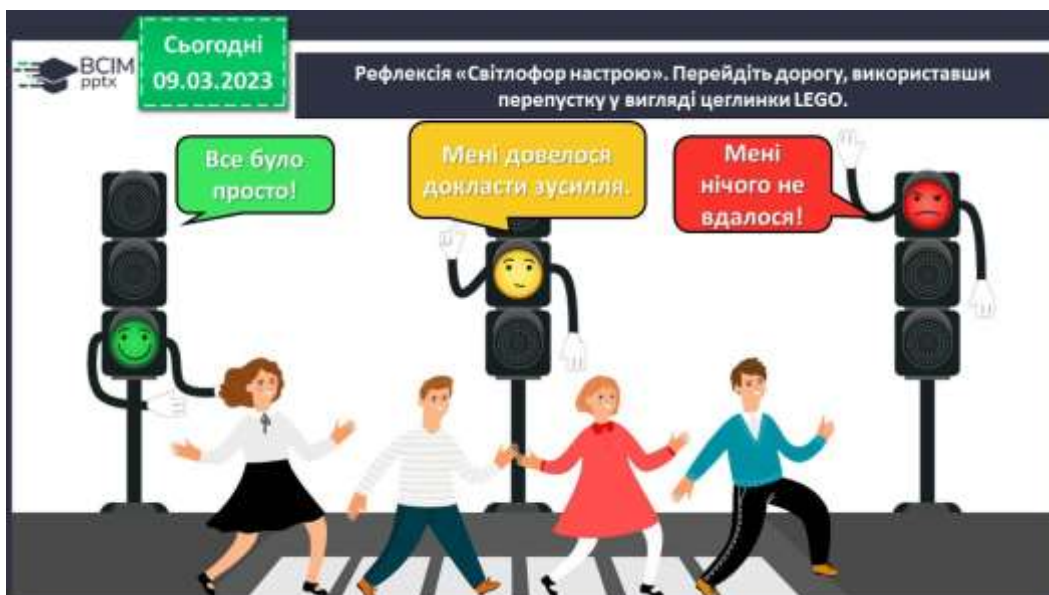 Сьогодні
09.03.2023
ВСІМ
pptx
Рефлексія «Світлофор настрою». Перейдіть дорогу, використавши
перепустку у вигляді цеглинки LEGO.
Все було
просто!
Мені довелося
докласти зусилля.
Мені
нічого не
вдалося!